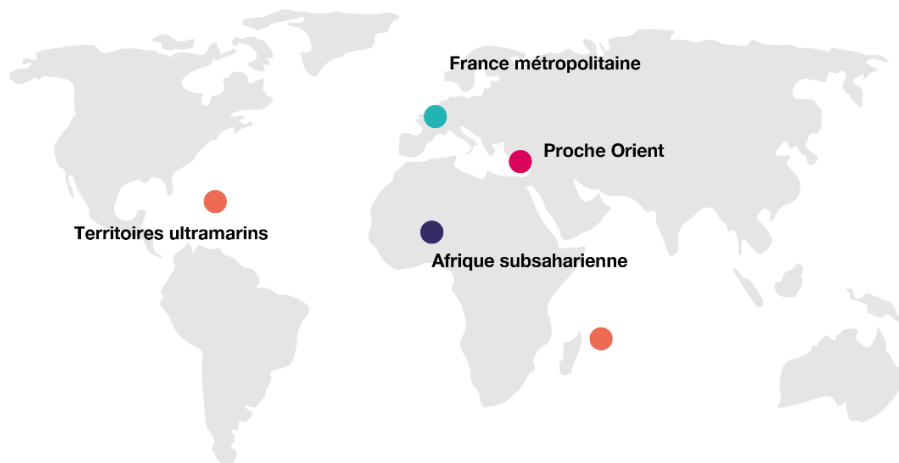 France métropolitaine
Proche Orient
Territoires ultramarins
Afrique subsaharienne